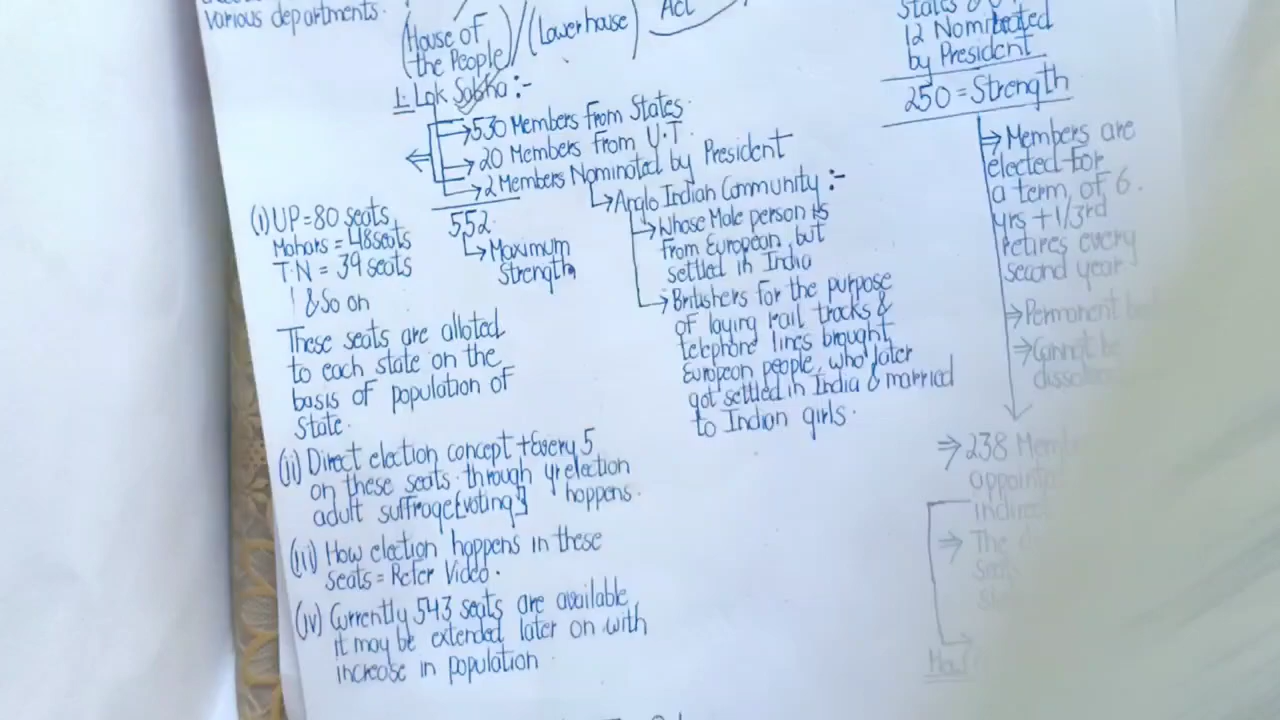 various departments.
(House of the People) / (Lowerhouse)
Act
1. Lok Sabha :-
→ 530 Members from States.
→ 20 Members from U.T.
→ 2 Members Nominated by President
552
↳ Maximum
Strength
↳ Anglo Indian Community :-
↳ Whose Male person is
from European, but
settled in India
→ Britishers for the purpose
of laying rail tracks &
telephone lines brought
European people, who later
got settled in India & married
to Indian girls.
(i) UP = 80 seats
Mahars = 48 seats
T.N = 39 seats
& So on
These seats are alloted
to each state on the
basis of population of
State.
(ii) Direct election concept + Every 5
on these seats through yr election
adult suffrage [voting] happens.
(iii) How election happens in these
seats = Refer Video.
(iv) Currently 543 seats are available
it may be extended later on with
increase in population
States &
12 Nominated
by President
250 = Strength
→ Members are
elected for
a term of 6
yrs + 1/3rd
retires every
second year
→ Permanent
⇒ Cannot be
⇒ 238
⇒ The